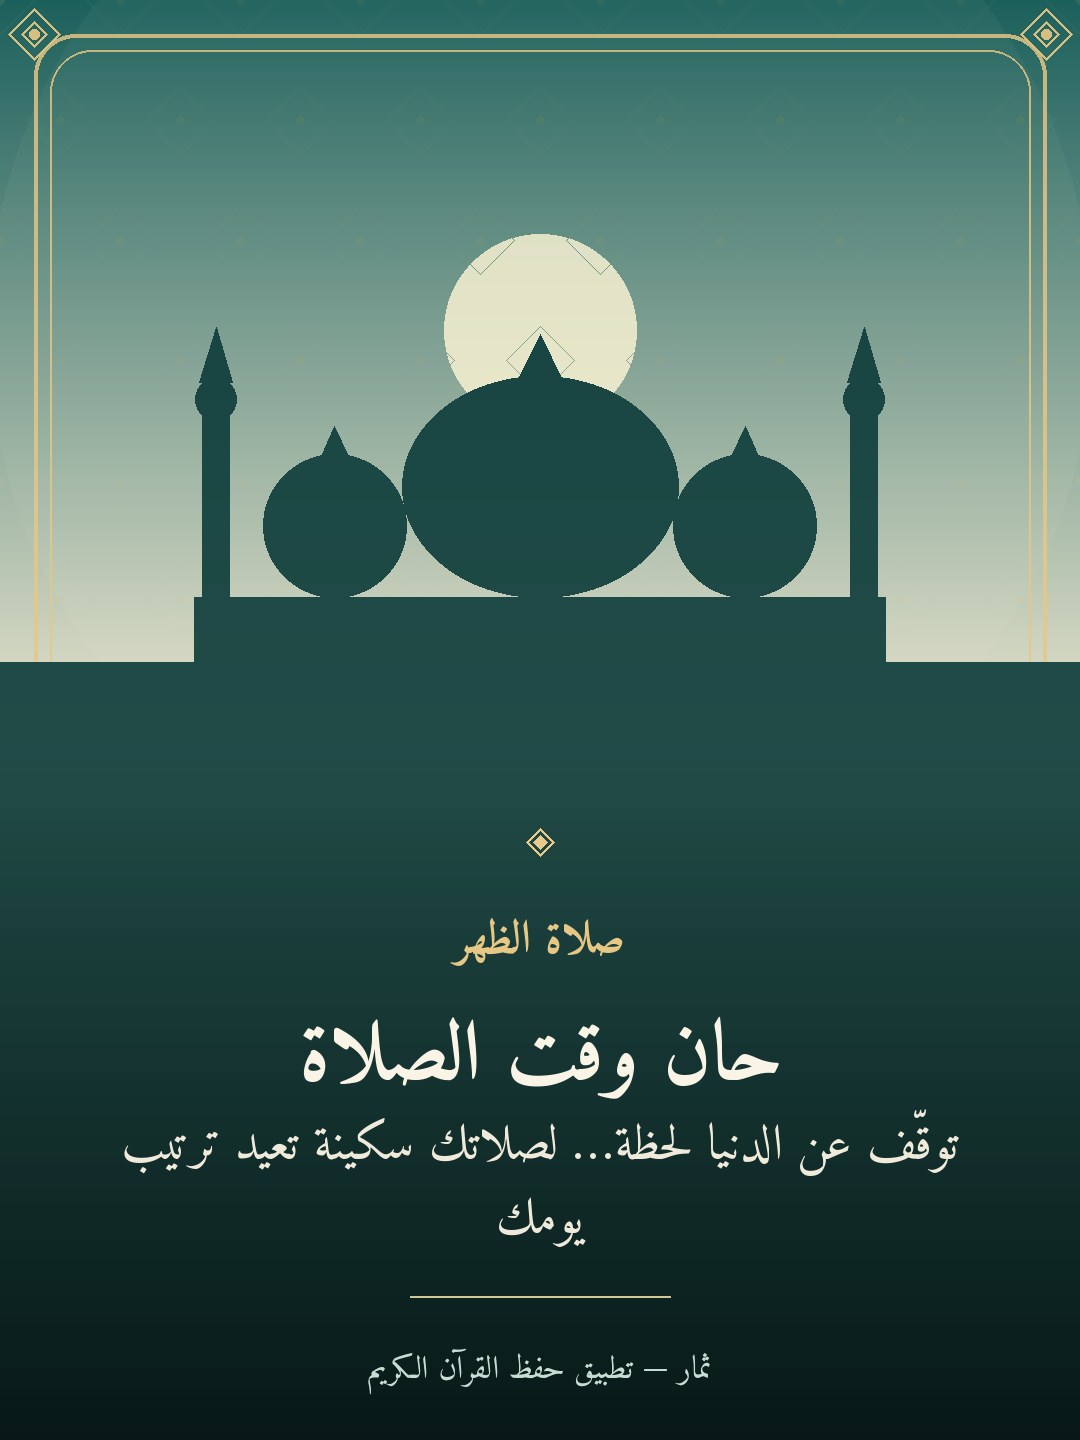 صلاة الظهر
حان وقت الصلاة
توقّف عن الدنيا لحظة... لصلاتك سكينة تعيد ترتيب
يومك
ثمار — تطبيق حفظ القرآن الكريم